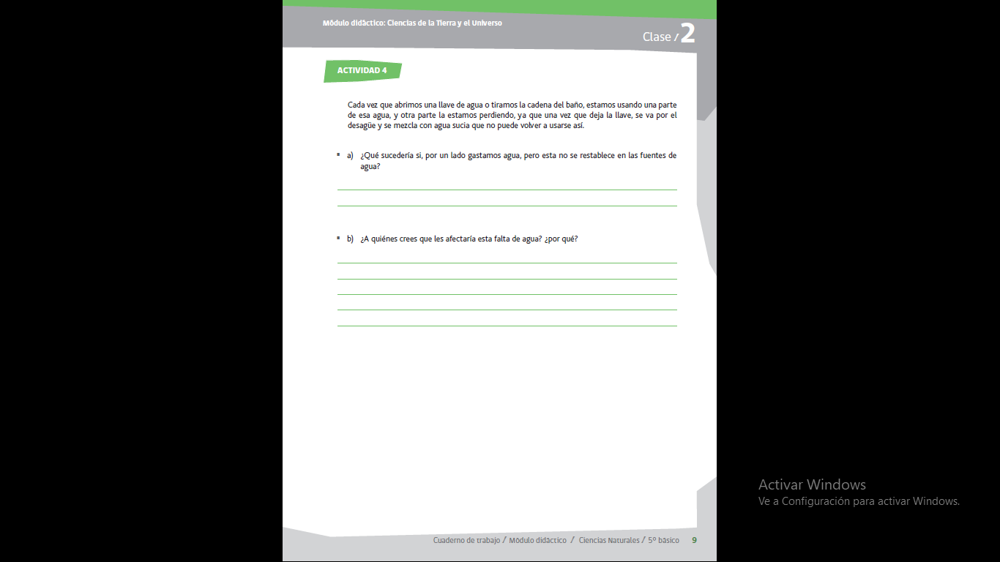 Módulo didáctico: Ciencias de la Tierra y el Universo
Clase / 2
ACTIVIDAD 4
Cada vez que abrimos una llave de agua o tiramos la cadena del baño, estamos usando una parte
de esa agua, y otra parte la estamos perdiendo, ya que una vez que deja la llave, se va por el
desagüe y se mezcla con agua sucia que no puede volver a usarse así.
a) ¿Qué sucedería si, por un lado gastamos agua, pero esta no se restablece en las fuentes de
agua?
b) ¿A quiénes crees que les afectaría esta falta de agua? ¿por qué?
Activar Windows
Ve a Configuración para activar Windows.
Cuaderno de trabajo / Módulo didáctico / Ciencias Naturales / 5º básico 9